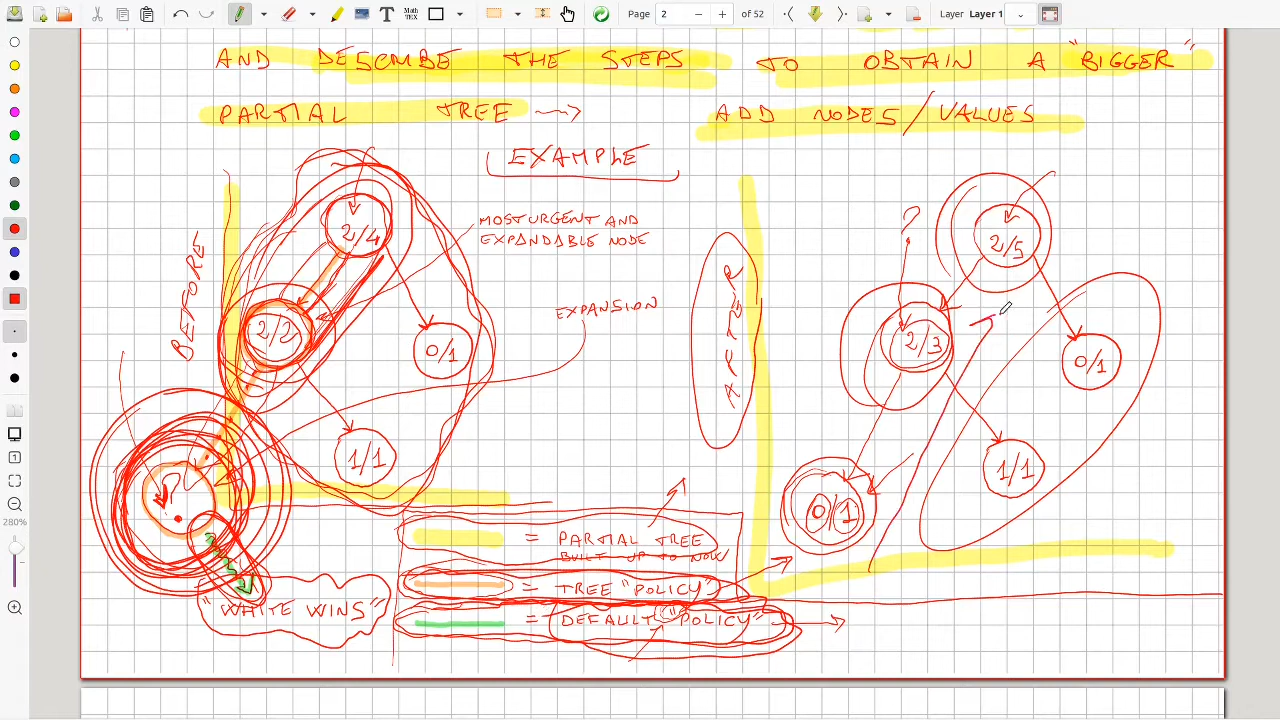 Page 2 of 5
Layer Layer 1
AND DESCRIBE THE STEPS TO OBTAIN A "BIGGER"
PARTIAL TREE → ADD NODES/VALUES
EXAMPLE
BEFORE
2/4
MOST URGENT AND
EXPANDABLE NODE
2/2
0/1
EXPANSION
1/1
?
"WHITE WINS"
AFTER
?
2/5
2/3
0/1
1/1
0/1
= PARTIAL TREE
BUILT UP TO NOW
= TREE "POLICY"
= DEFAULT "POLICY"
280%